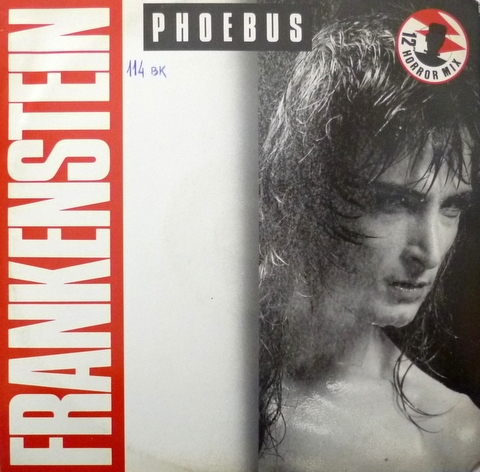 FRANKENSTEIN
PHOEBUS
114 BK
12" HORROR MIX